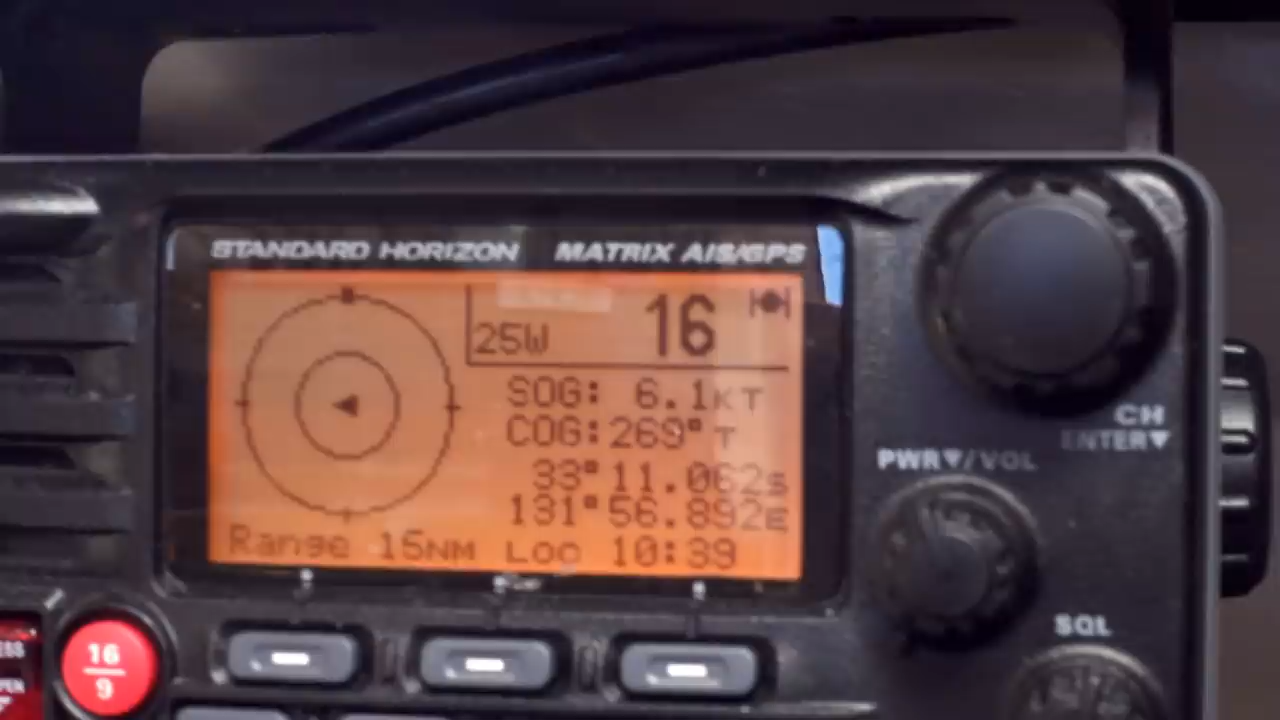 STANDARD HORIZON MATRIX AIS/GPS
25W 16
SOG: 6.1KT
COG:269°T
33°11.062S
131°56.892E
Range 15NM LOC 10:39
CH
ENTER▼
PWR▼/VOL
SQL
16
9